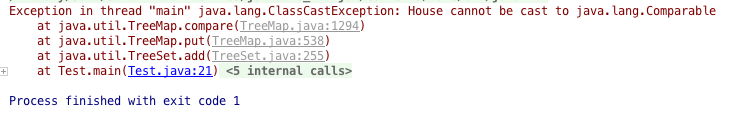 Exception in thread "main" java.lang.ClassCastException: House cannot be cast to java.lang.Comparable
at java.util.TreeMap.compare(TreeMap.java:1294)
at java.util.TreeMap.put(TreeMap.java:538)
at java.util.TreeSet.add(TreeSet.java:255)
at Test.main(Test.java:21) <5 internal calls>
Process finished with exit code 1